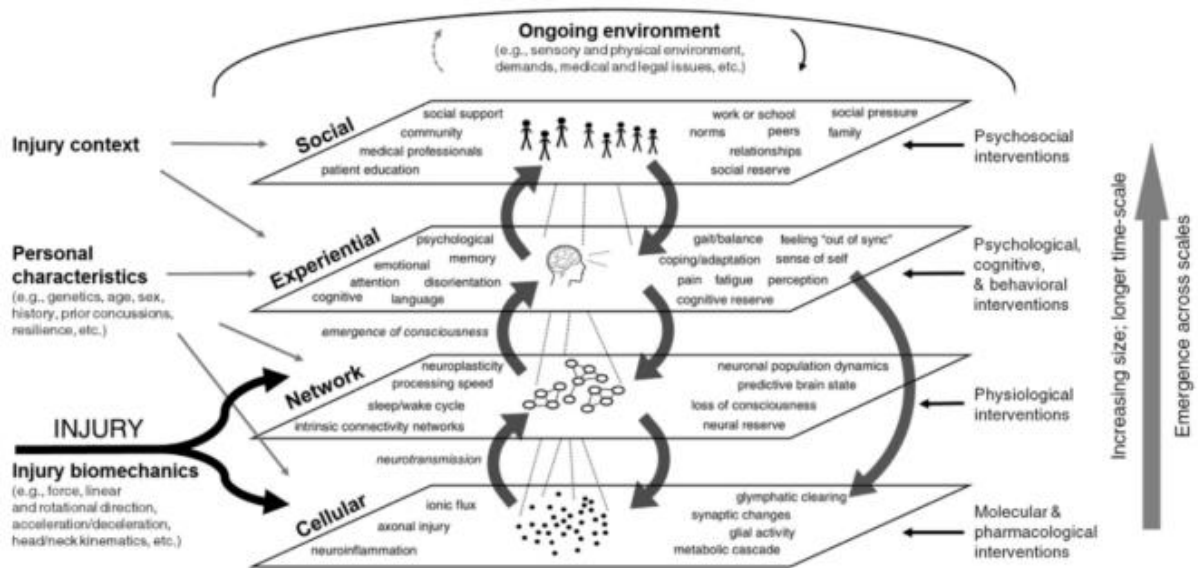 Ongoing environment
(e.g., sensory and physical environment,
demands, medical and legal issues, etc.)
Injury context
Personal
characteristics
(e.g., genetics, age, sex,
history, prior concussions,
resilience, etc.)
INJURY
Injury biomechanics
(e.g., force, linear
and rotational direction,
acceleration/deceleration,
head/neck kinematics, etc.)
Social
social support
community
medical professionals
patient education
work or school
social pressure
norms
peers
family
relationships
social reserve
Psychosocial
interventions
Experiential
psychological
memory
emotional
attention
disorientation
cognitive
language
gait/balance
feeling "out of sync"
coping/adaptation
sense of self
pain
fatigue
perception
cognitive reserve
Psychological,
cognitive,
& behavioral
interventions
emergence of consciousness
Network
neuroplasticity
processing speed
sleep/wake cycle
intrinsic connectivity networks
neuronal population dynamics
predictive brain state
loss of consciousness
neural reserve
Physiological
interventions
neurotransmission
Cellular
ionic flux
axonal injury
neuroinflammation
glymphatic clearing
synaptic changes
glial activity
metabolic cascade
Molecular &
pharmacological
interventions
Increasing size; longer time-scale
Emergence across scales